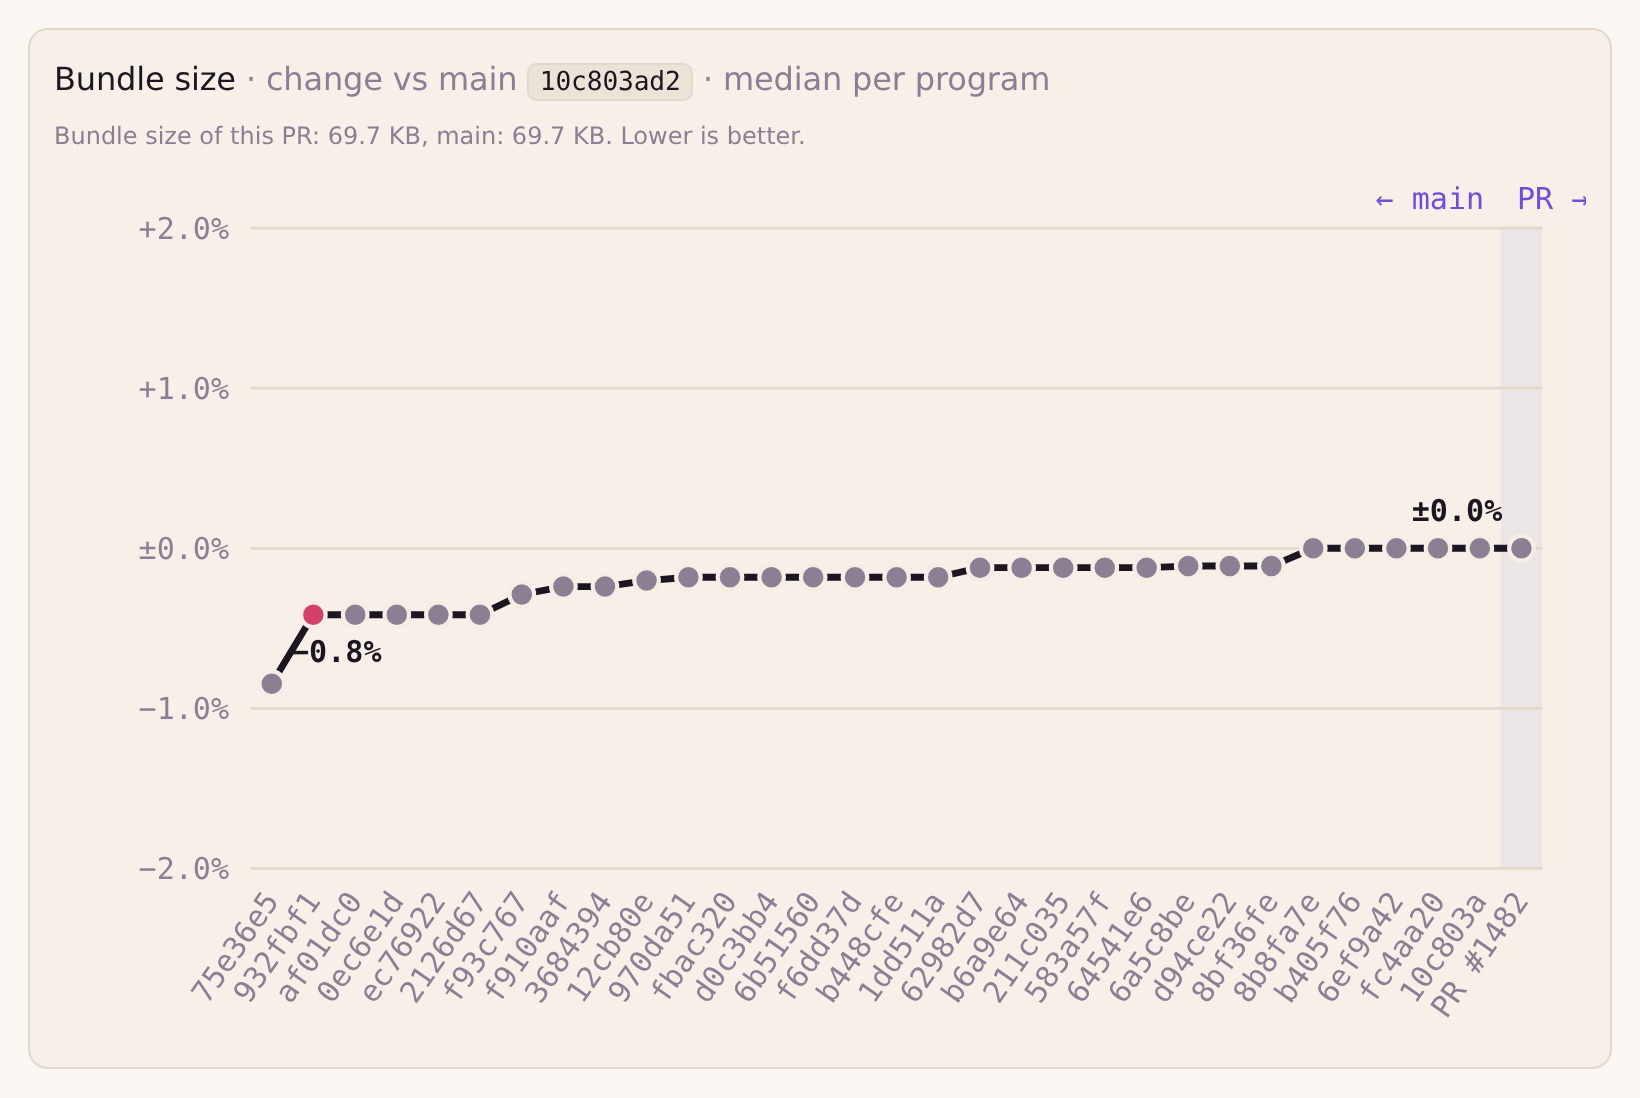 Bundle size · change vs main 10c803ad2 · median per program
Bundle size of this PR: 69.7 KB, main: 69.7 KB. Lower is better.
← main PR →
+2.0%
+1.0%
±0.0%
±0.0%
−0.8%
−1.0%
−2.0%
75e36e5
932fbf1
af01dc0
0ec6e1d
ec76922
2126d67
f93c767
f910aaf
3684394
12cb80e
970da51
fbac320
d0c3bb4
6b51560
f6dd37d
b448cfe
1dd511a
62982d7
b6a9e64
211c035
583a57f
64541e6
6a5c8be
d94ce22
8bf36fe
8b8fa7e
b405f76
6ef9a42
fc4aa20
10c803a
PR #1482